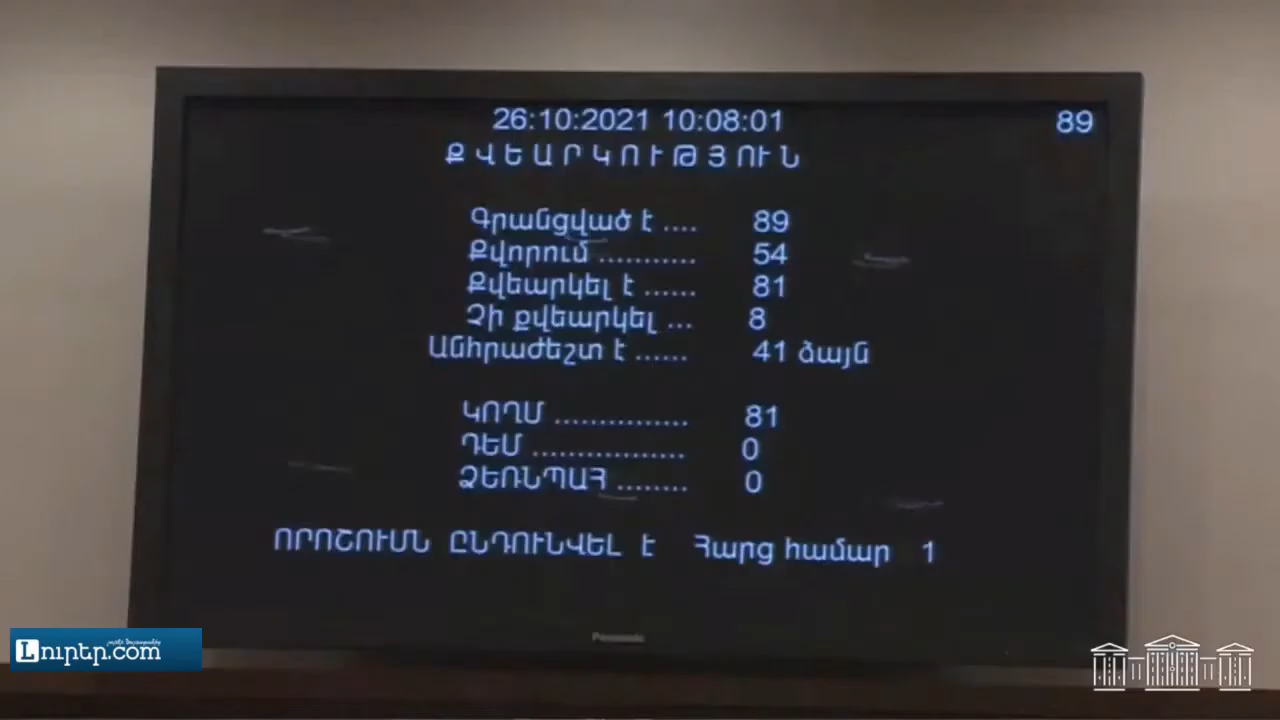 26:10:2021 10:08:01 89
ՔՎԵԱՐԿՈՒԹՅՈՒՆ
Գրանցված է .... 89
Քվորում ........... 54
Քվեարկել է ...... 81
Չի քվեարկել ... 8
Անհրաժեշտ է ...... 41 ձայն
ԿՈՂՄ ............... 81
ԴԵՄ ................. 0
ՁԵՌՆՊԱՀ ........ 0
ՈՐՈՇՈՒՄՆ ԸՆԴՈՒՆՎԵԼ է Հարց համար 1
Panasonic
Լուրեր.com